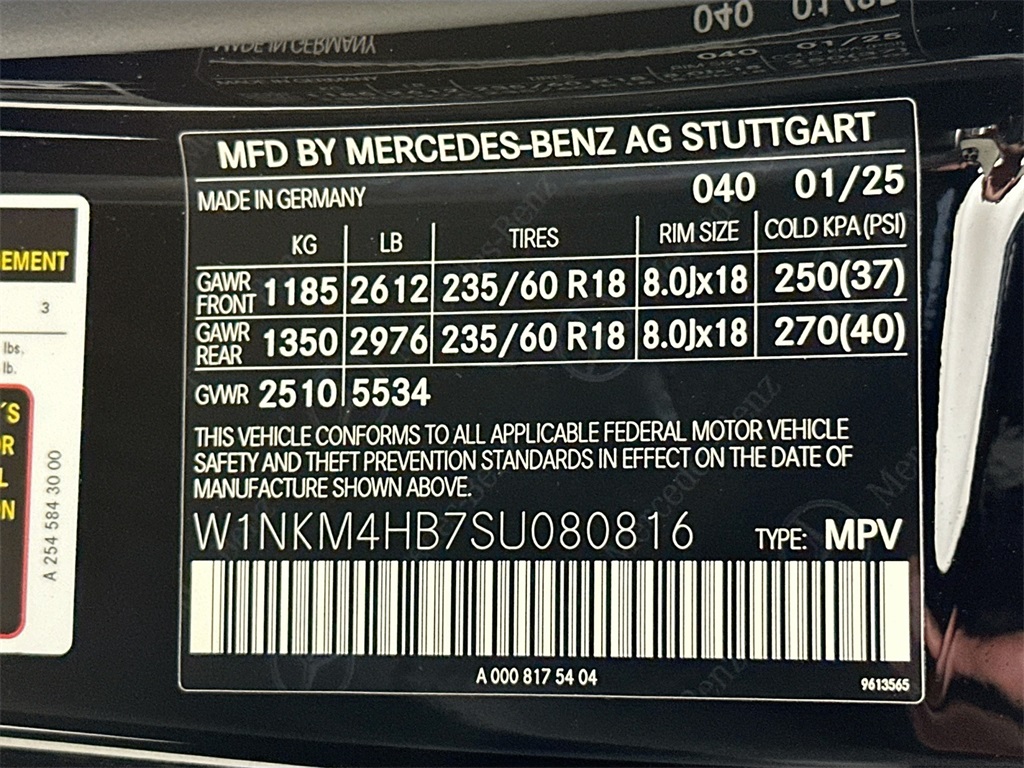 MFD BY MERCEDES-BENZ AG STUTTGART
MADE IN GERMANY 040 01/25
KG LB TIRES RIM SIZE COLD KPA(PSI)
GAWR FRONT 1185 2612 235/60 R18 8.0Jx18 250(37)
GAWR REAR 1350 2976 235/60 R18 8.0Jx18 270(40)
GVWR 2510 5534
THIS VEHICLE CONFORMS TO ALL APPLICABLE FEDERAL MOTOR VEHICLE
SAFETY AND THEFT PREVENTION STANDARDS IN EFFECT ON THE DATE OF
MANUFACTURE SHOWN ABOVE.
W1NKM4HB7SU080816 TYPE: MPV
A 000 817 54 04
9613565
EMENT
3
lbs,
lb.
A 254 584 30 00